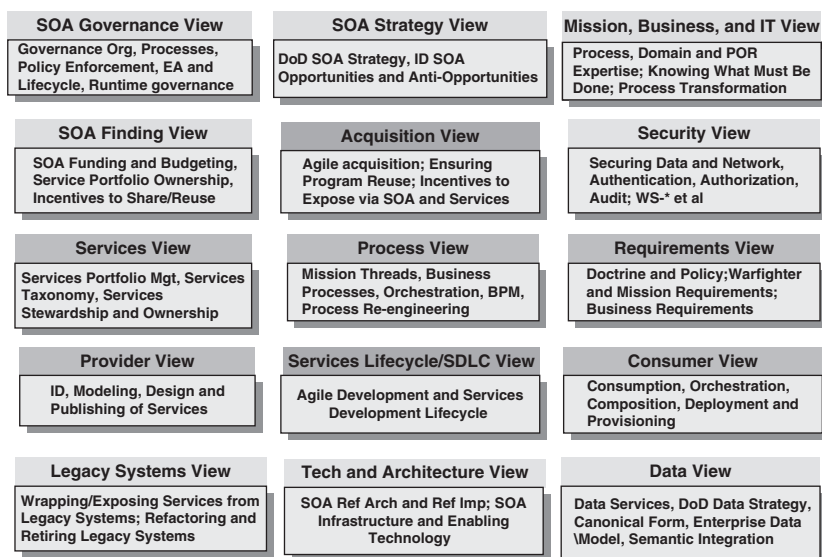 SOA Governance View
Governance Org, Processes,
Policy Enforcement, EA and
Lifecycle, Runtime governance
SOA Strategy View
DoD SOA Strategy, ID SOA
Opportunities and Anti-Opportunities
Mission, Business, and IT View
Process, Domain and POR
Expertise; Knowing What Must Be
Done; Process Transformation
SOA Finding View
SOA Funding and Budgeting,
Service Portfolio Ownership,
Incentives to Share/Reuse
Acquisition View
Agile acquisition; Ensuring
Program Reuse; Incentives to
Expose via SOA and Services
Security View
Securing Data and Network,
Authentication, Authorization,
Audit; WS-* et al
Services View
Services Portfolio Mgt, Services
Taxonomy, Services
Stewardship and Ownership
Process View
Mission Threads, Business
Processes, Orchestration, BPM,
Process Re-engineering
Requirements View
Doctrine and Policy;Warfighter
and Mission Requirements;
Business Requirements
Provider View
ID, Modeling, Design and
Publishing of Services
Services Lifecycle/SDLC View
Agile Development and Services
Development Lifecycle
Consumer View
Consumption, Orchestration,
Composition, Deployment and
Provisioning
Legacy Systems View
Wrapping/Exposing Services from
Legacy Systems; Refactoring and
Retiring Legacy Systems
Tech and Architecture View
SOA Ref Arch and Ref Imp; SOA
Infrastructure and Enabling
Technology
Data View
Data Services, DoD Data Strategy,
Canonical Form, Enterprise Data
\Model, Semantic Integration